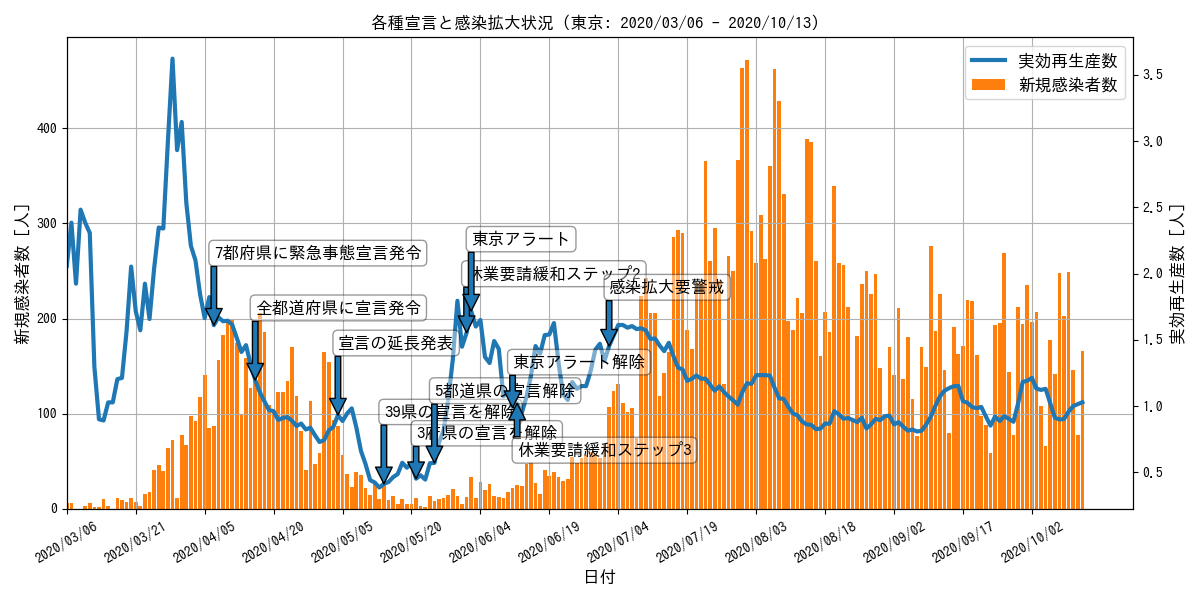 各種宣言と感染拡大状況 (東京: 2020/03/06 - 2020/10/13)
実効再生産数
新規感染者数
新規感染者数 [人]
実効再生産数 [人]
400
300
200
100
0
3.5
3.0
2.5
2.0
1.5
1.0
0.5
東京アラート
7都府県に緊急事態宣言発令
休業要請緩和ステップ2
感染拡大要警戒
全都道府県に宣言発令
宣言の延長発表
東京アラート解除
5都道県の宣言解除
39県の宣言を解除
3府県の宣言を解除
休業要請緩和ステップ3
2020/03/06
2020/03/21
2020/04/05
2020/04/20
2020/05/05
2020/05/20
2020/06/04
2020/06/19
2020/07/04
2020/07/19
2020/08/03
2020/08/18
2020/09/02
2020/09/17
2020/10/02
日付